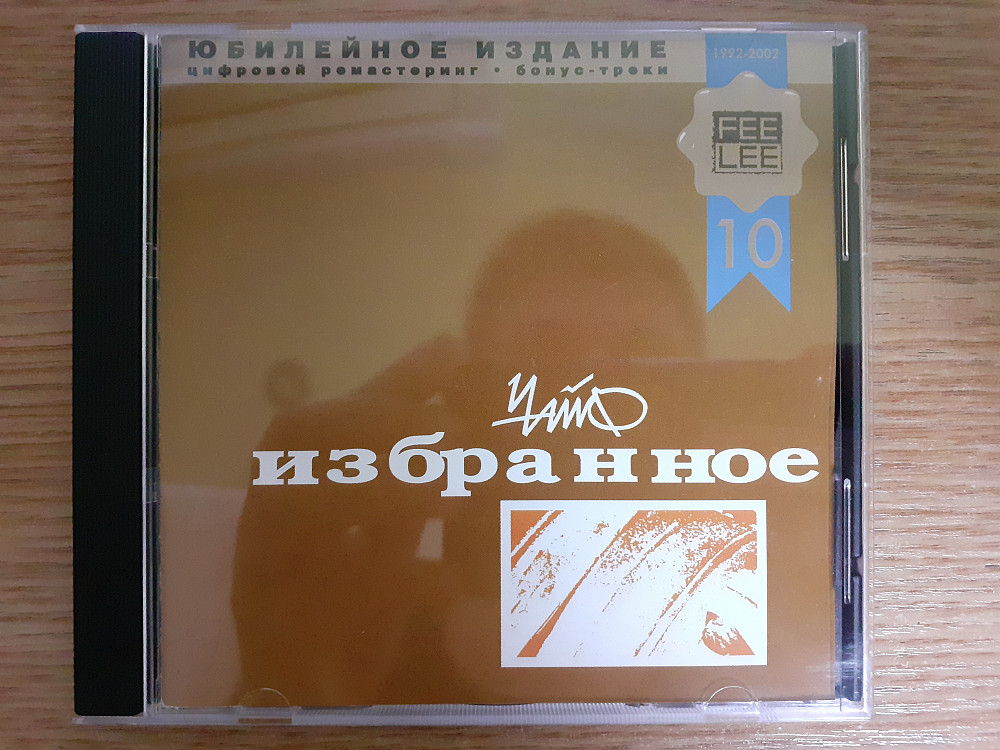 ЮБИЛЕЙНОЕ ИЗДАНИЕ
цифровой ремастеринг • бонус-треки
1992-2002
FEE
LEE
10
Чайф
избранное